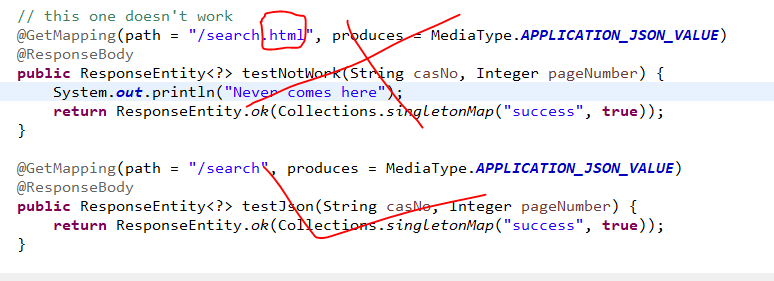 // this one doesn't work
@GetMapping(path = "/search.html", produces = MediaType.APPLICATION_JSON_VALUE)
@ResponseBody
public ResponseEntity<?> testNotWork(String casNo, Integer pageNumber) {
    System.out.println("Never comes here");
    return ResponseEntity.ok(Collections.singletonMap("success", true));
}
@GetMapping(path = "/search", produces = MediaType.APPLICATION_JSON_VALUE)
@ResponseBody
public ResponseEntity<?> testJson(String casNo, Integer pageNumber) {
    return ResponseEntity.ok(Collections.singletonMap("success", true));
}